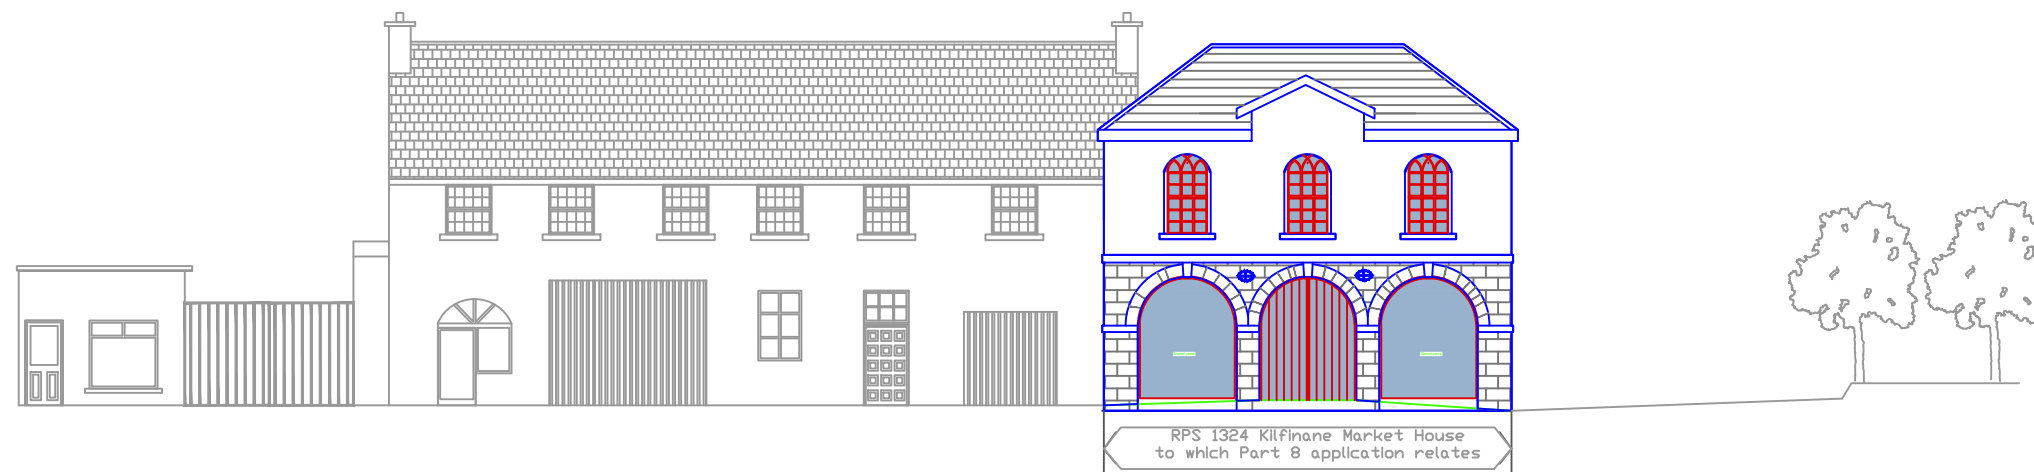 RPS 1324 Kilfinane Market House
to which Part 8 application relates